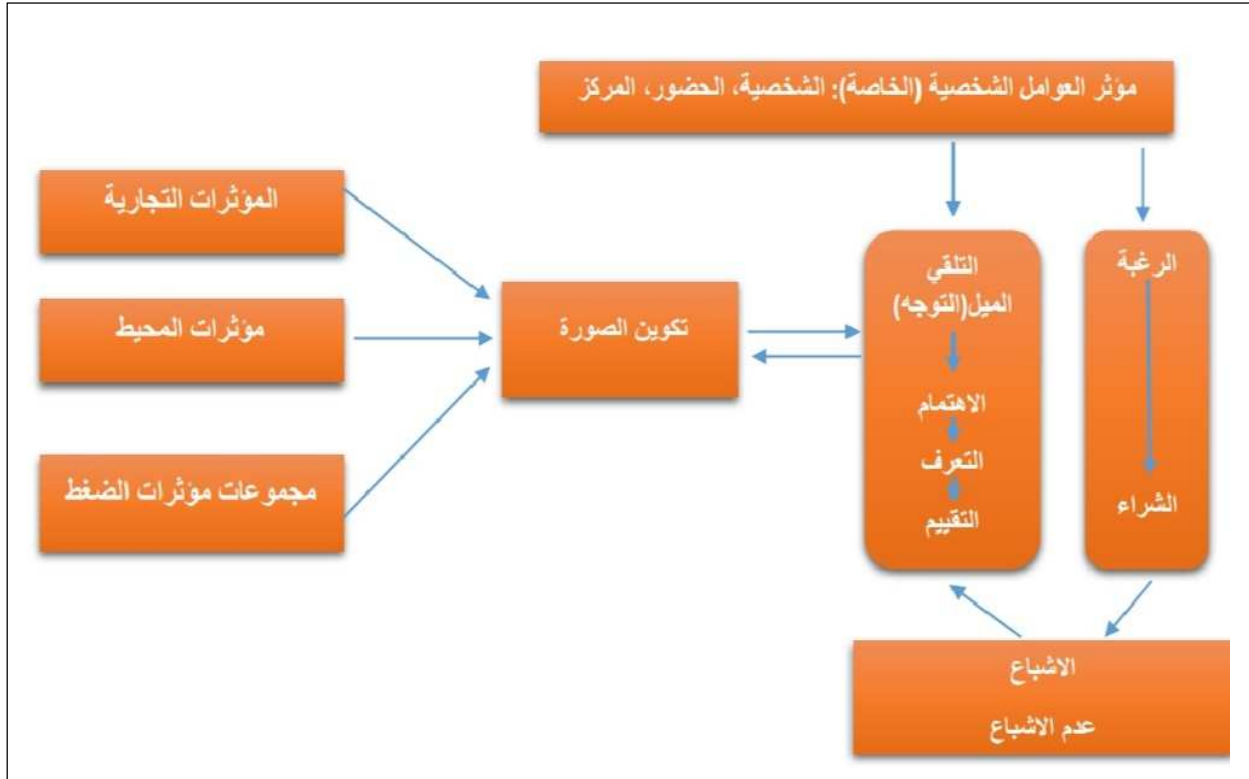 مؤثر العوامل الشخصية (الخاصة): الشخصية، الحضور، المركز
المؤثرات التجارية
مؤثرات المحيط
مجموعات مؤثرات الضغط
تكوين الصورة
التلقي
الميل(التوجه)
الاهتمام
التعرف
التقييم
الرغبة
الشراء
الاشباع
عدم الاشباع